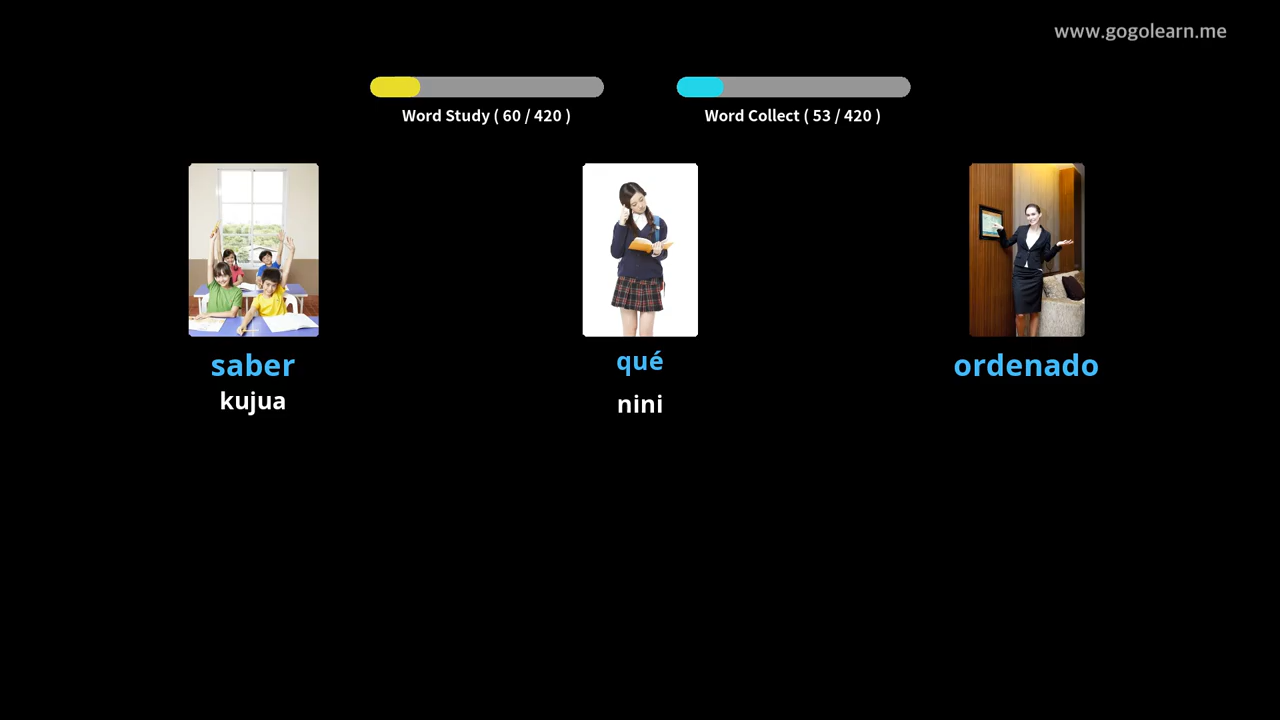 www.gogolearn.me
Word Study ( 60 / 420 )
Word Collect ( 53 / 420 )
saber
kujua
qué
nini
ordenado